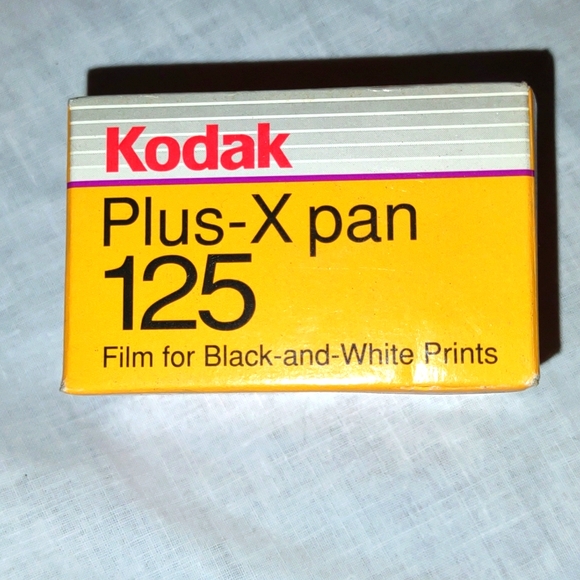 Kodak
Plus-X pan
125
Film for Black-and-White Prints